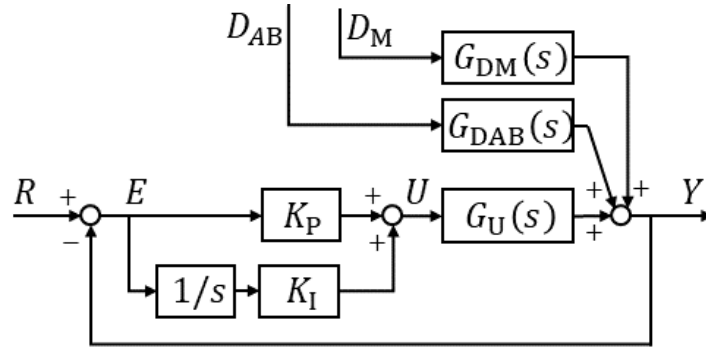 D_AB D_M
G_DM(s)
G_DAB(s)
R + E + U + + Y
K_P G_U(s)
− + +
1/s K_I